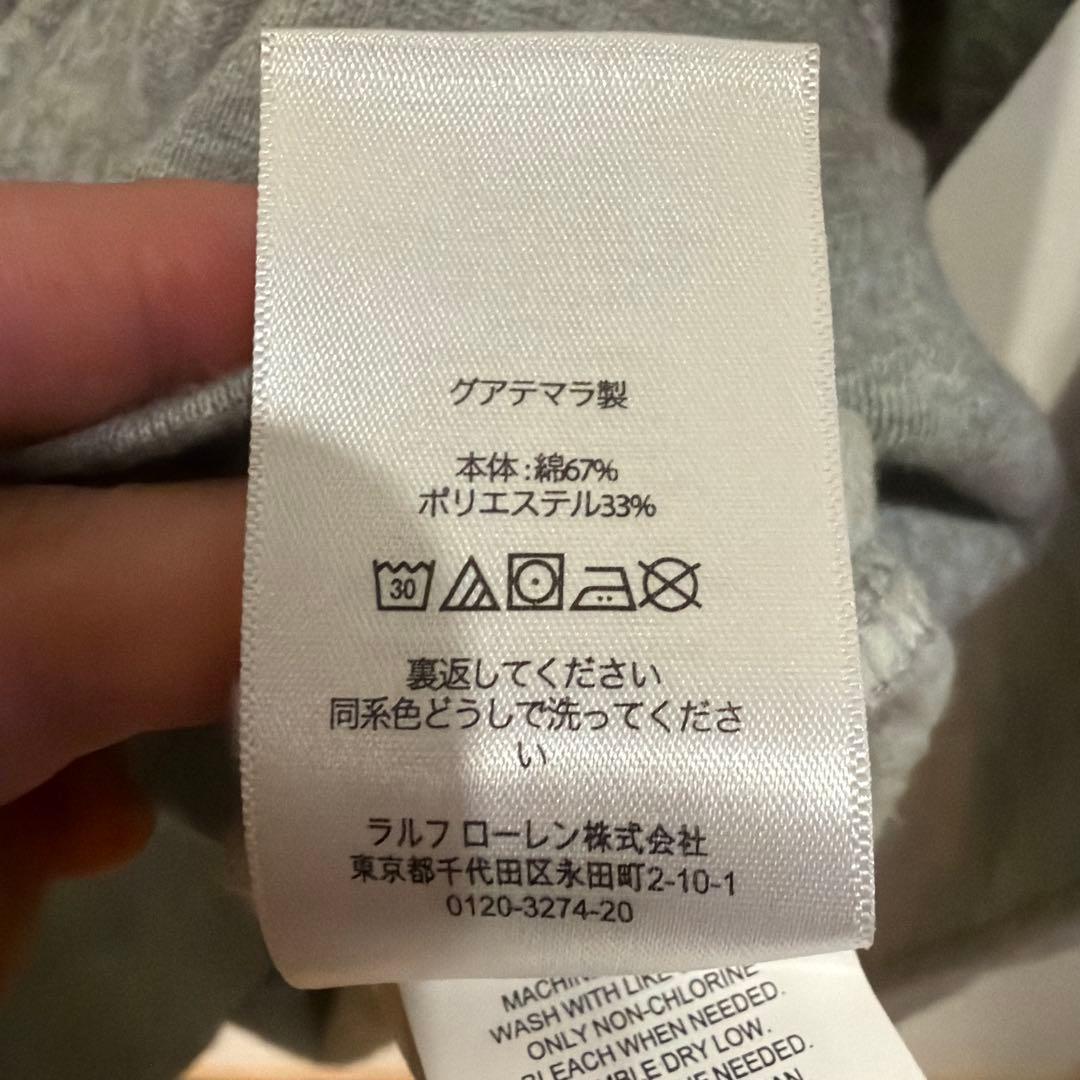 グアテマラ製
本体:綿67%
ポリエステル33%
30
裏返してください
同系色どうしで洗ってくださ
い
ラルフ ローレン株式会社
東京都千代田区永田町2-10-1
0120-3274-20
WASH WITH LIKE
ONLY NON-CHLORINE
BLEACH WHEN NEEDED.
DRY LOW.
NEEDED.